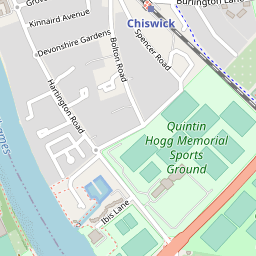 Grov
Kinnaird Avenue
Chiswick
Burlington Lane
Devonshire Gardens
Bolton Road
Spencer Road
Hartington Road
Quintin
Hogg Memorial
Sports
Ground
Ibis Lane